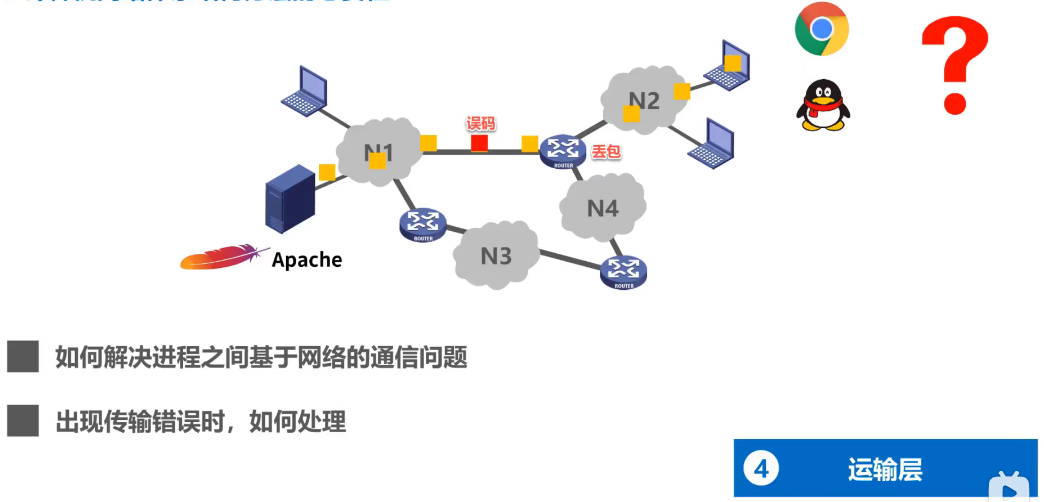 误码
N2
N1
ROUTER
丢包
N4
ROUTER
N3
Apache
ROUTER
如何解决进程之间基于网络的通信问题
出现传输错误时，如何处理
4 运输层
?